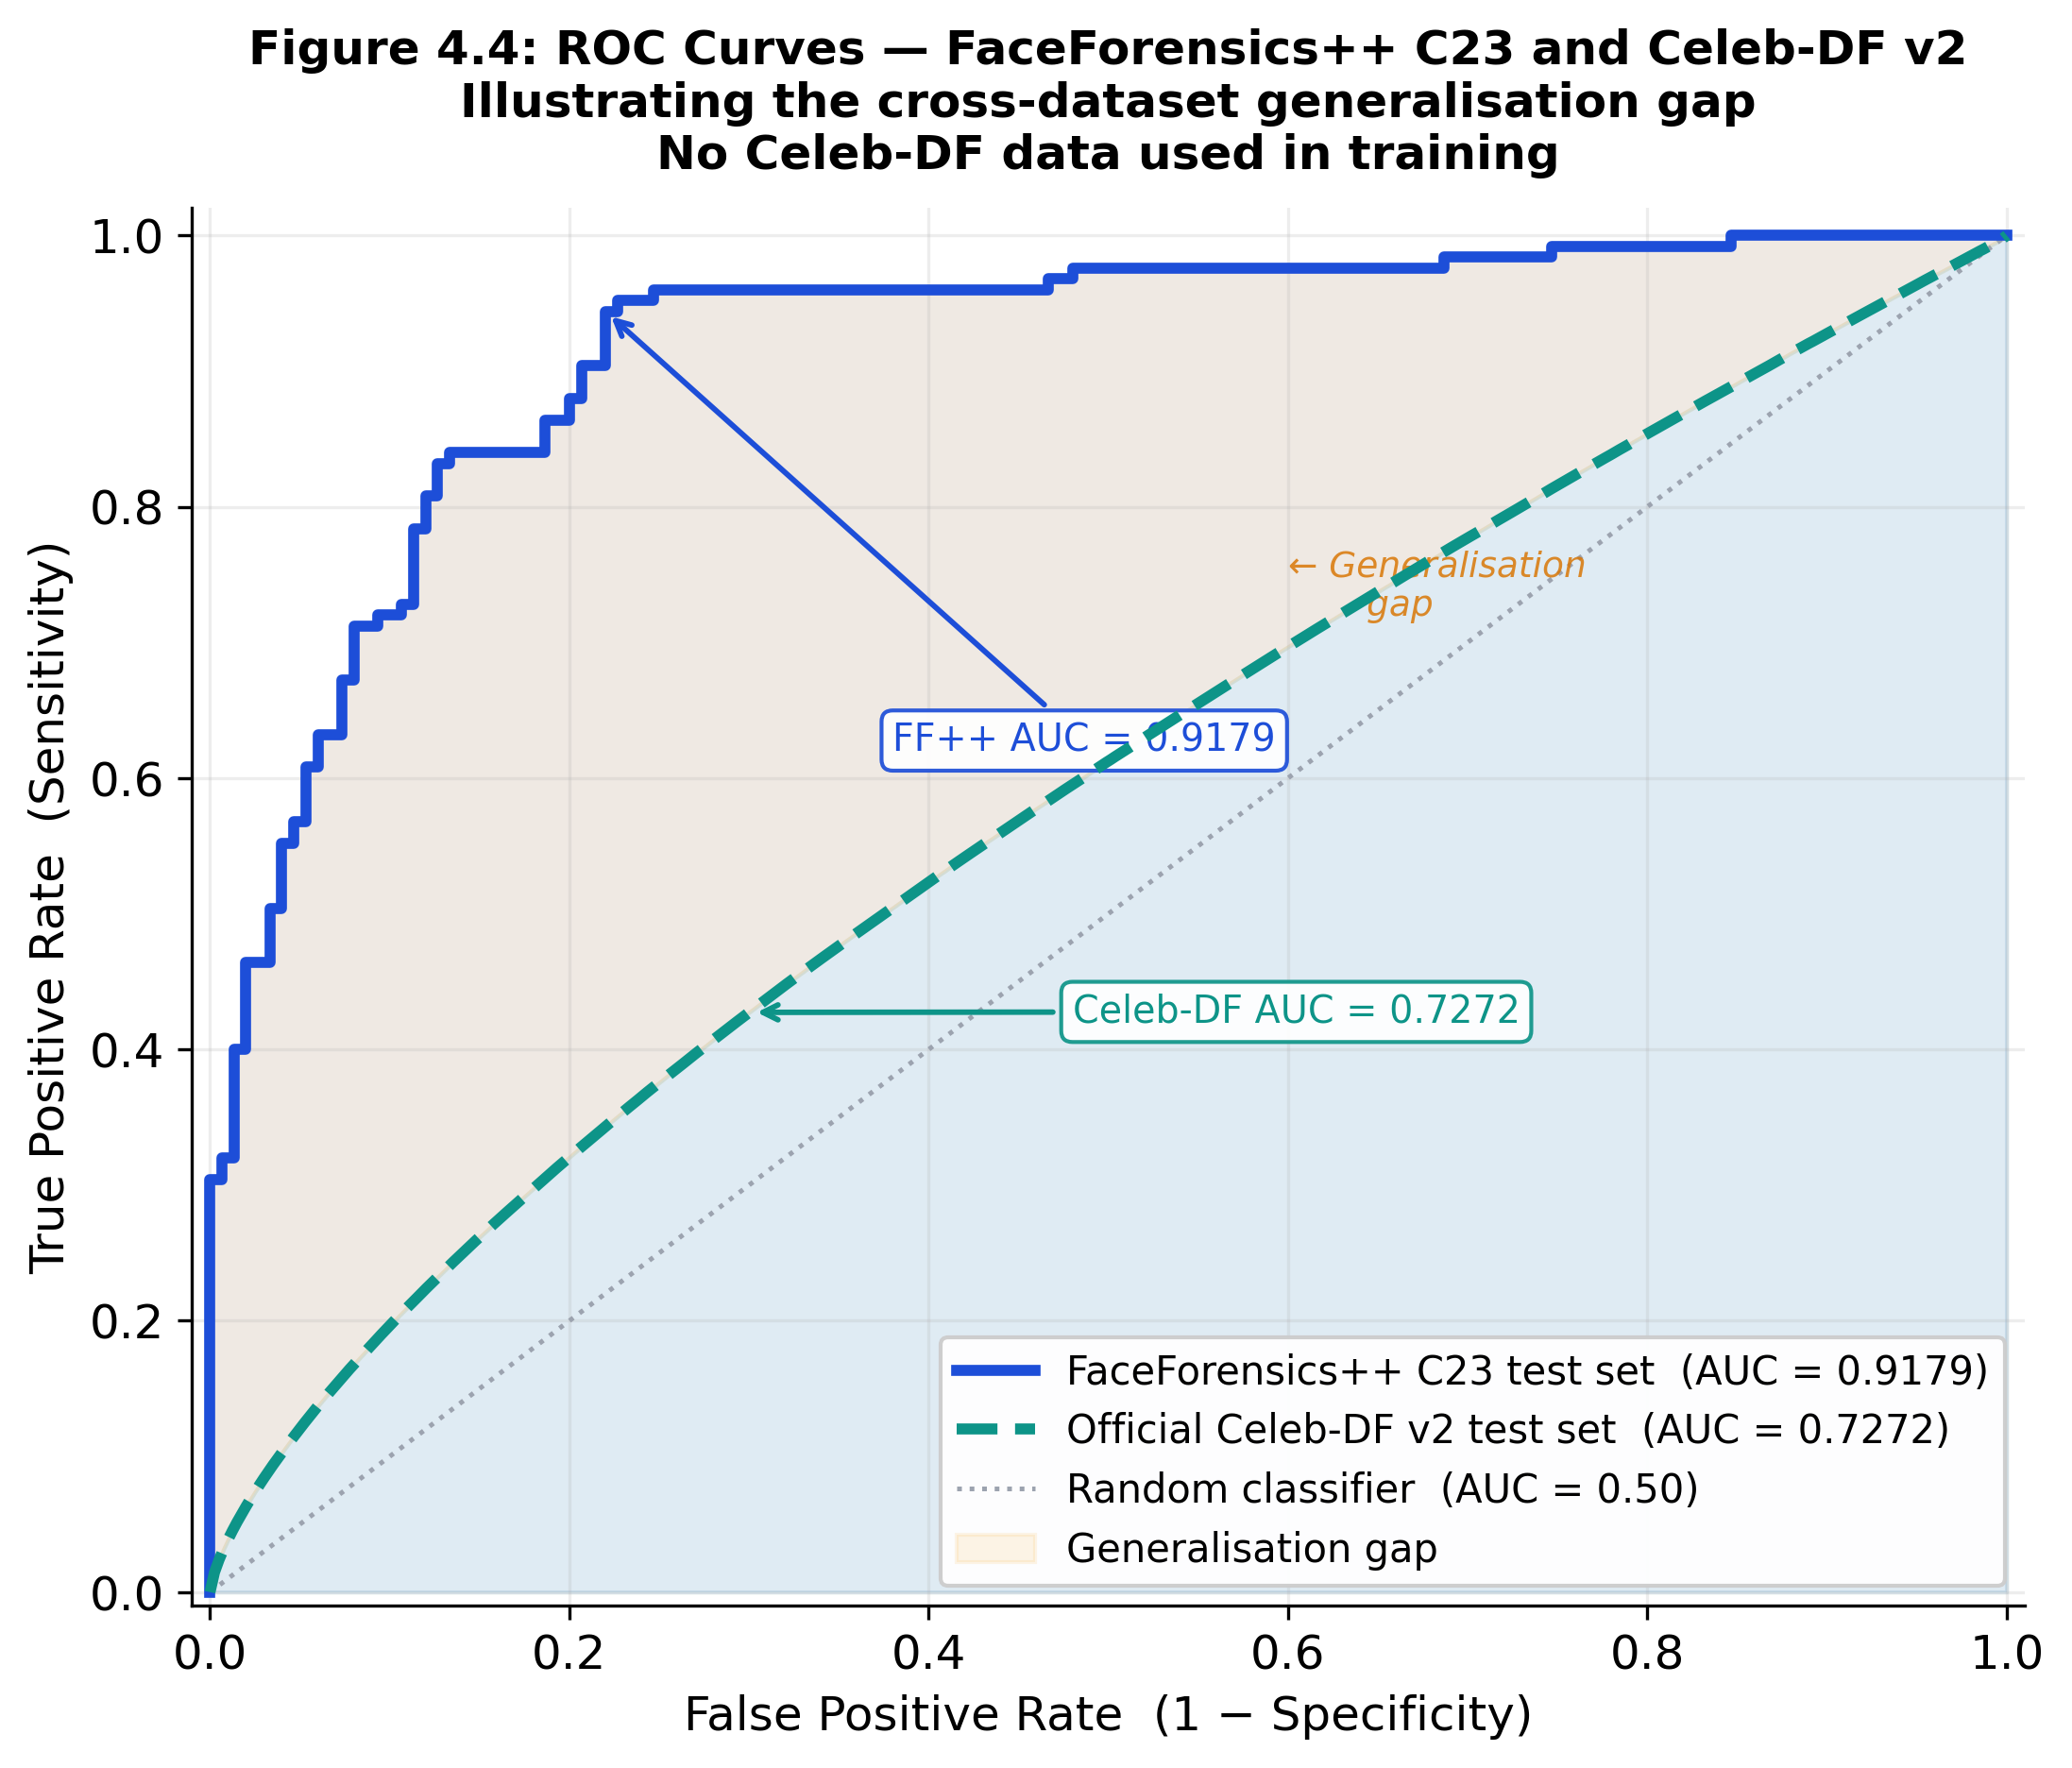 Figure 4.4: ROC Curves — FaceForensics++ C23 and Celeb-DF v2
Illustrating the cross-dataset generalisation gap
No Celeb-DF data used in training
True Positive Rate (Sensitivity)
1.0
0.8
0.6
0.4
0.2
0.0
← Generalisation
gap
FF++ AUC = 0.9179
Celeb-DF AUC = 0.7272
FaceForensics++ C23 test set (AUC = 0.9179)
Official Celeb-DF v2 test set (AUC = 0.7272)
Random classifier (AUC = 0.50)
Generalisation gap
0.0 0.2 0.4 0.6 0.8 1.0
False Positive Rate (1 − Specificity)